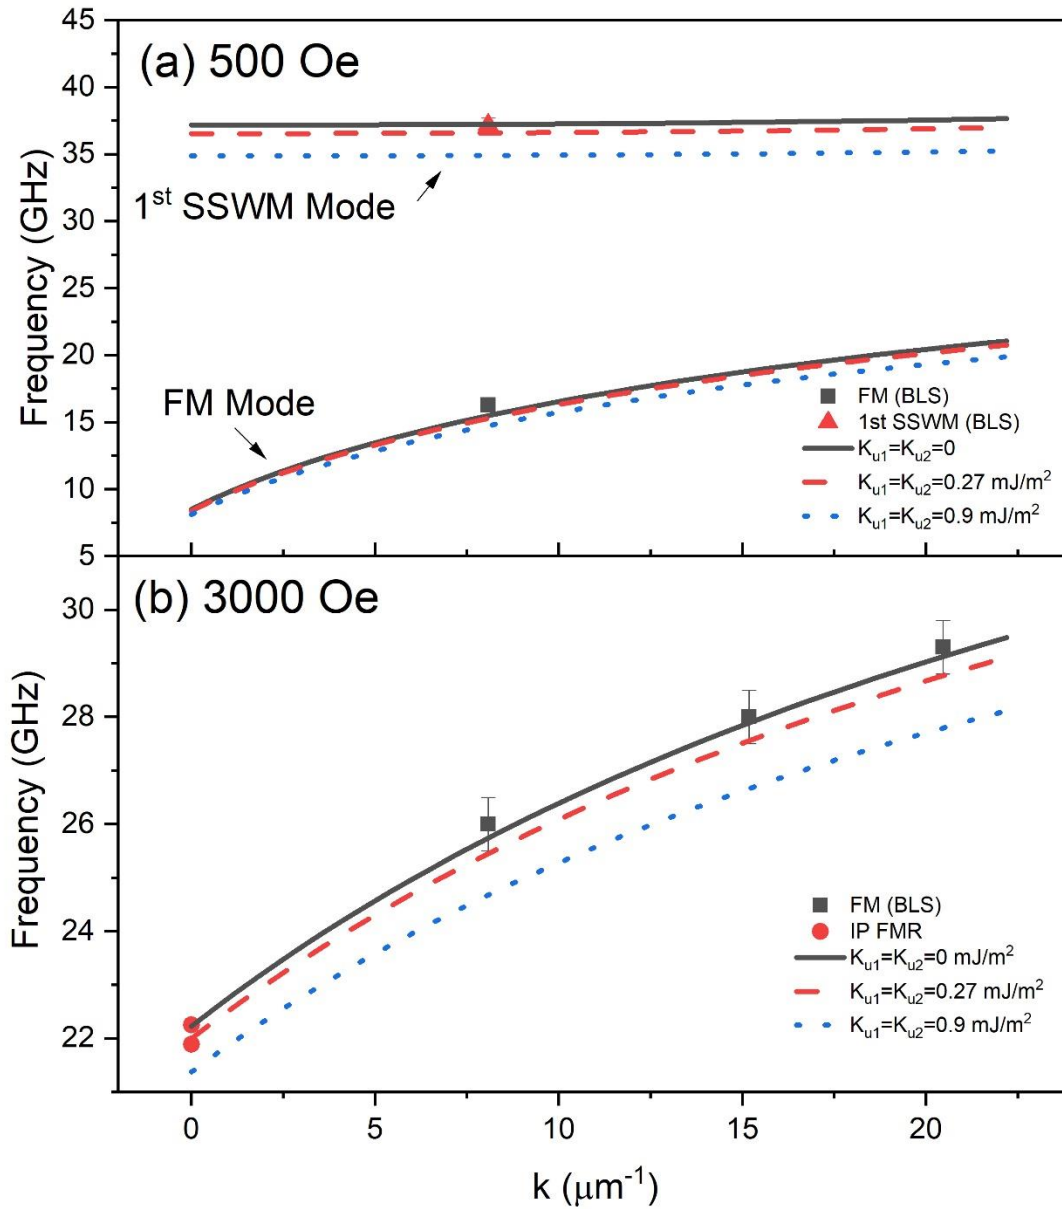 (a) 500 Oe
45
40
35
30
25
20
15
10
5
Frequency (GHz)
1st SSWM Mode
FM Mode
FM (BLS)
1st SSWM (BLS)
Ku1=Ku2=0
Ku1=Ku2=0.27 mJ/m2
Ku1=Ku2=0.9 mJ/m2
(b) 3000 Oe
30
28
26
24
22
Frequency (GHz)
FM (BLS)
IP FMR
Ku1=Ku2=0 mJ/m2
Ku1=Ku2=0.27 mJ/m2
Ku1=Ku2=0.9 mJ/m2
0 5 10 15 20
k (μm-1)